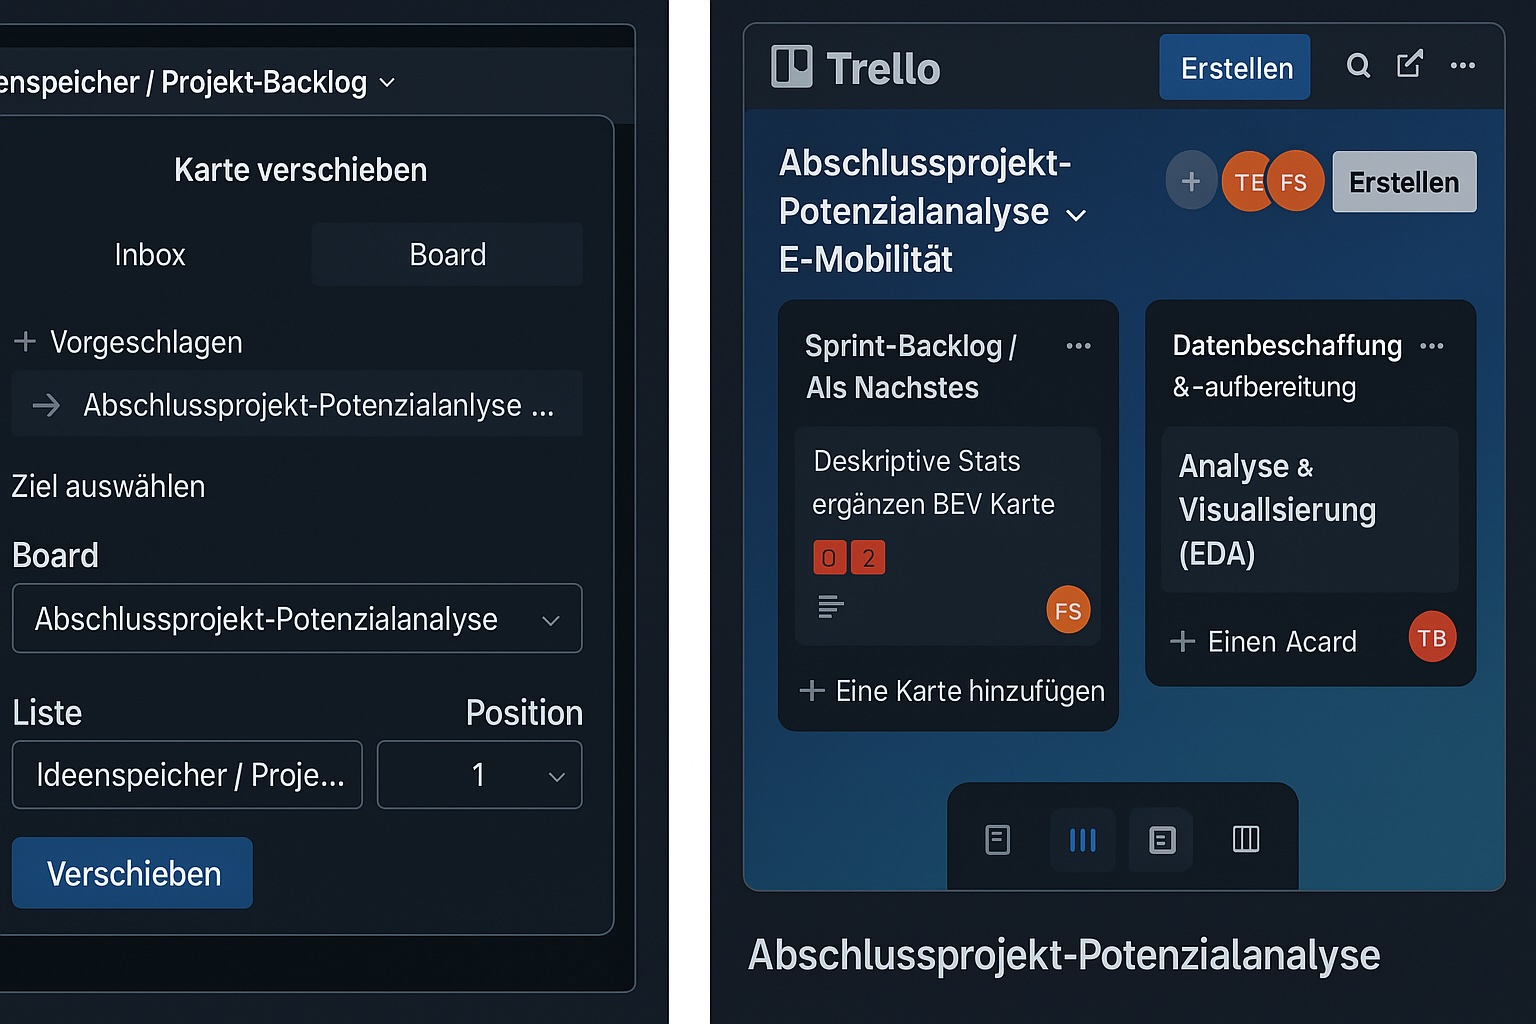 enspeicher / Projekt-Backlog
Karte verschieben
Inbox
Board
+ Vorgeschlagen
→ Abschlussprojekt-Potenzialanlyse ...
Ziel auswählen
Board
Abschlussprojekt-Potenzialanalyse
Liste
Position
Ideenspeicher / Proje...
1
Verschieben
Trello
Erstellen
Abschlussprojekt-
Potenzialanalyse
E-Mobilität
+
TE
FS
Erstellen
Sprint-Backlog /
Als Nachstes
Deskriptive Stats
ergänzen BEV Karte
0 2
FS
+ Eine Karte hinzufügen
Datenbeschaffung
&-aufbereitung
Analyse &
Visuallsierung
(EDA)
+ Einen Acard
TB
Abschlussprojekt-Potenzialanalyse